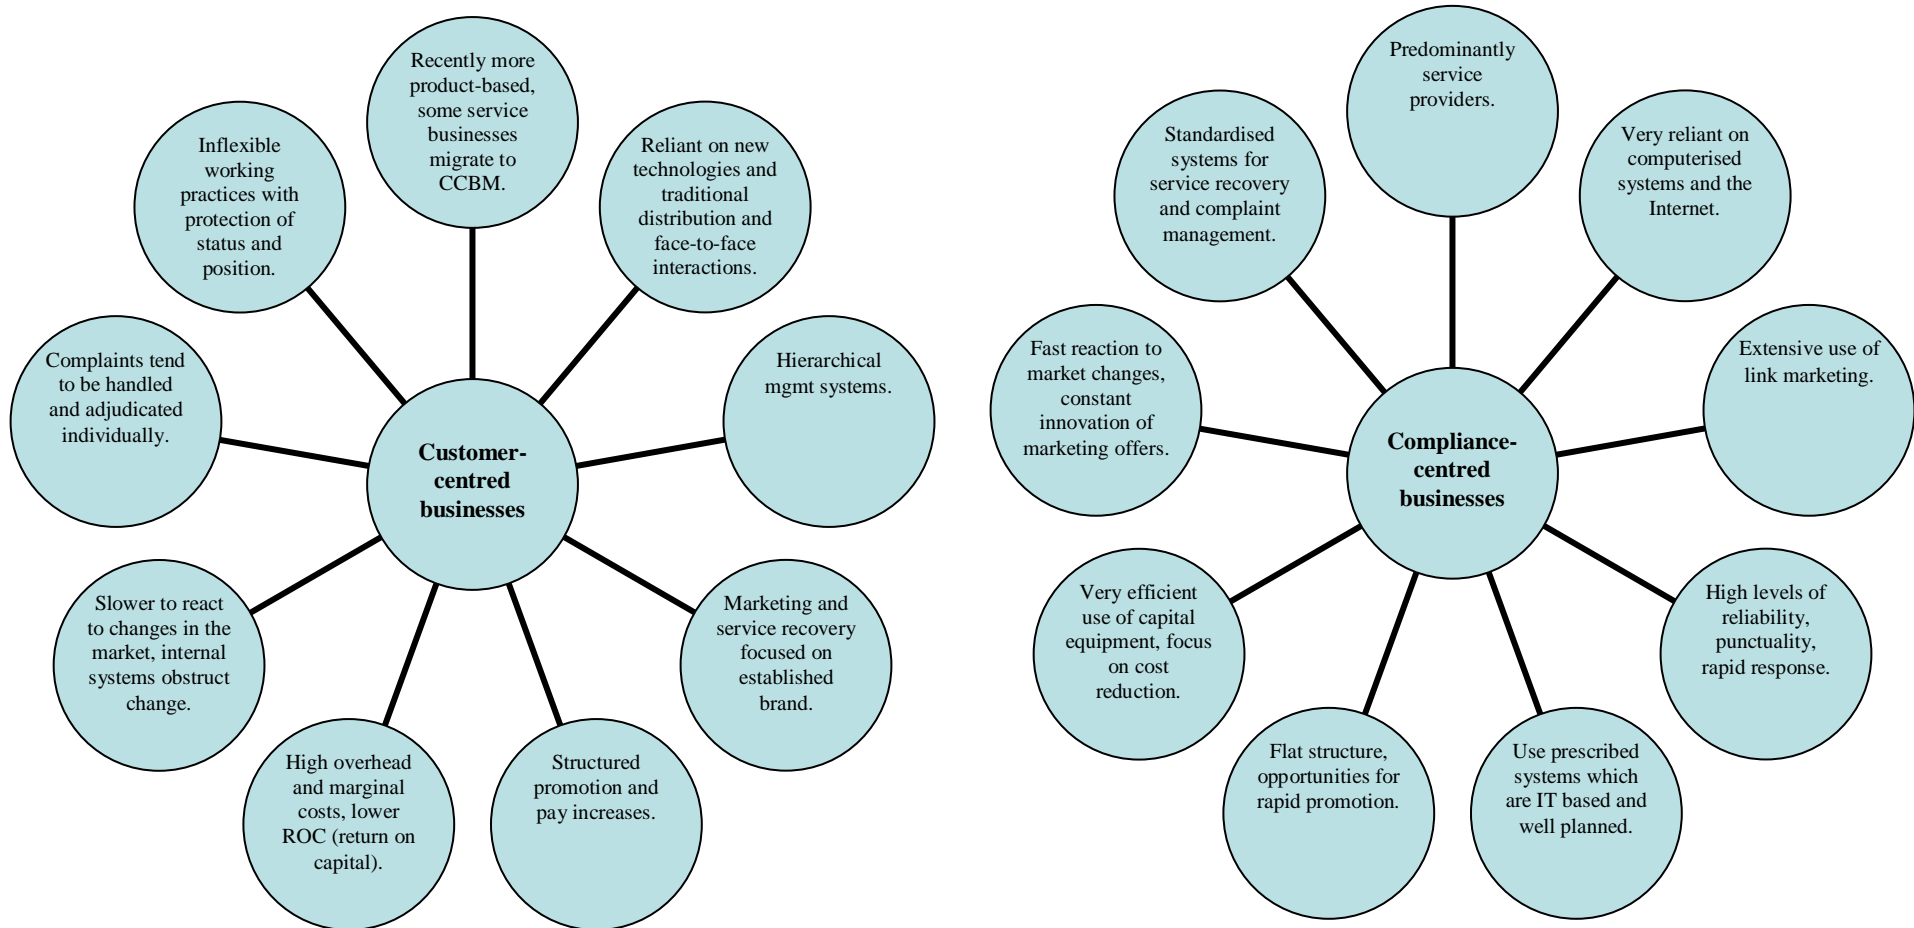 Recently more
product-based,
some service
businesses
migrate to
CCBM.
Reliant on new
technologies and
traditional
distribution and
face-to-face
interactions.
Hierarchical
mgmt systems.
Marketing and
service recovery
focused on
established
brand.
Structured
promotion and
pay increases.
High overhead
and marginal
costs, lower
ROC (return on
capital).
Slower to react
to changes in the
market, internal
systems obstruct
change.
Complaints tend
to be handled
and adjudicated
individually.
Inflexible
working
practices with
protection of
status and
position.
Customer-
centred
businesses
Predominantly
service
providers.
Very reliant on
computerised
systems and the
Internet.
Extensive use of
link marketing.
High levels of
reliability,
punctuality,
rapid response.
Use prescribed
systems which
are IT based and
well planned.
Flat structure,
opportunities for
rapid promotion.
Very efficient
use of capital
equipment, focus
on cost
reduction.
Fast reaction to
market changes,
constant
innovation of
marketing offers.
Standardised
systems for
service recovery
and complaint
management.
Compliance-
centred
businesses